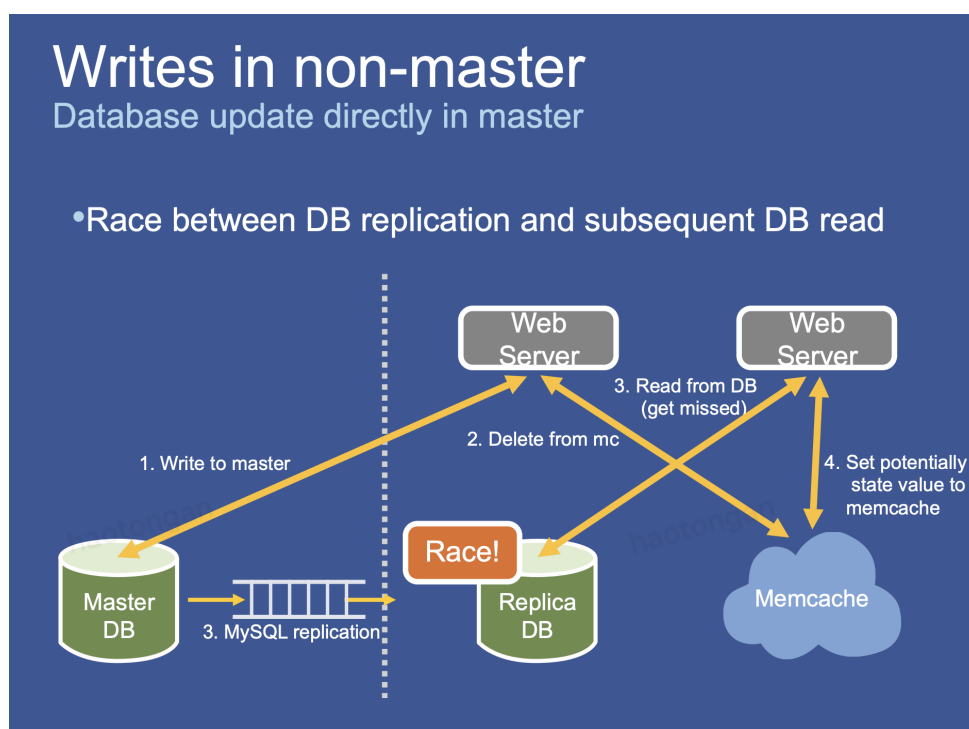 Writes in non-master
Database update directly in master
•Race between DB replication and subsequent DB read
Web
Server
Web
Server
3. Read from DB
(get missed)
2. Delete from mc
1. Write to master
4. Set potentially
state value to
memcache
haotongan
haotongan
Race!
Master
DB
Replica
DB
Memcache
3. MySQL replication